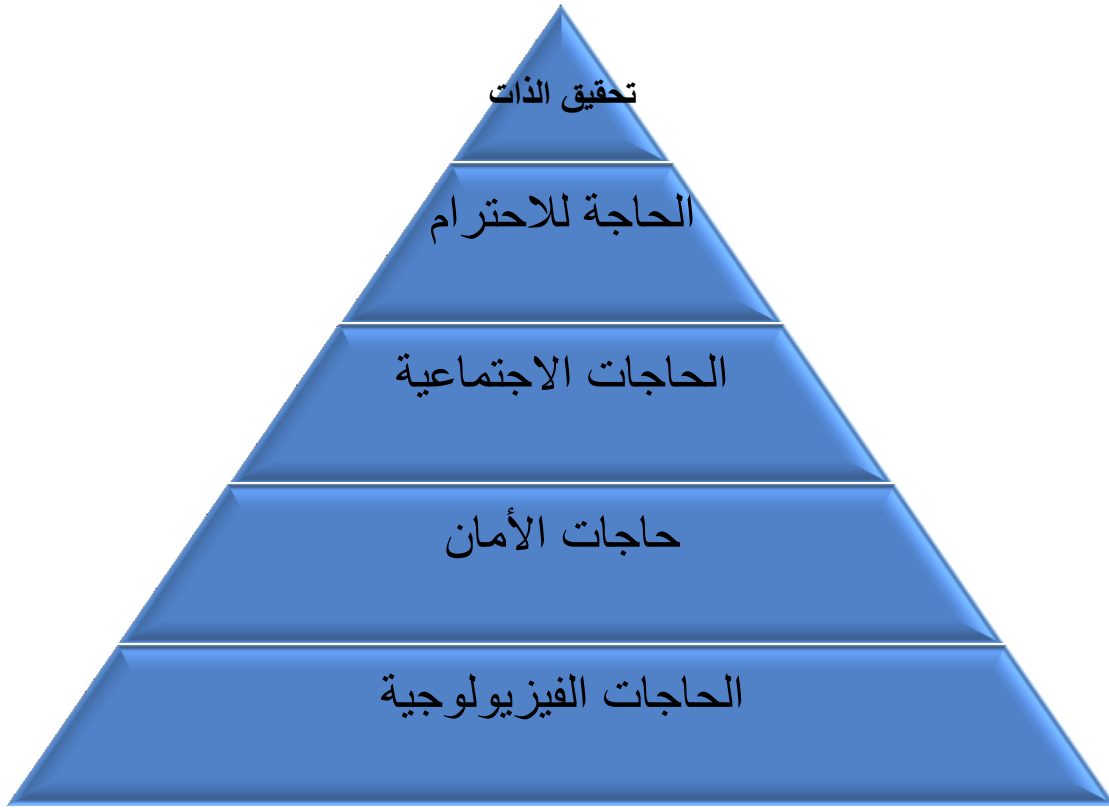 تحقيق الذات
الحاجة للاحترام
الحاجات الاجتماعية
حاجات الأمان
الحاجات الفيزيولوجية